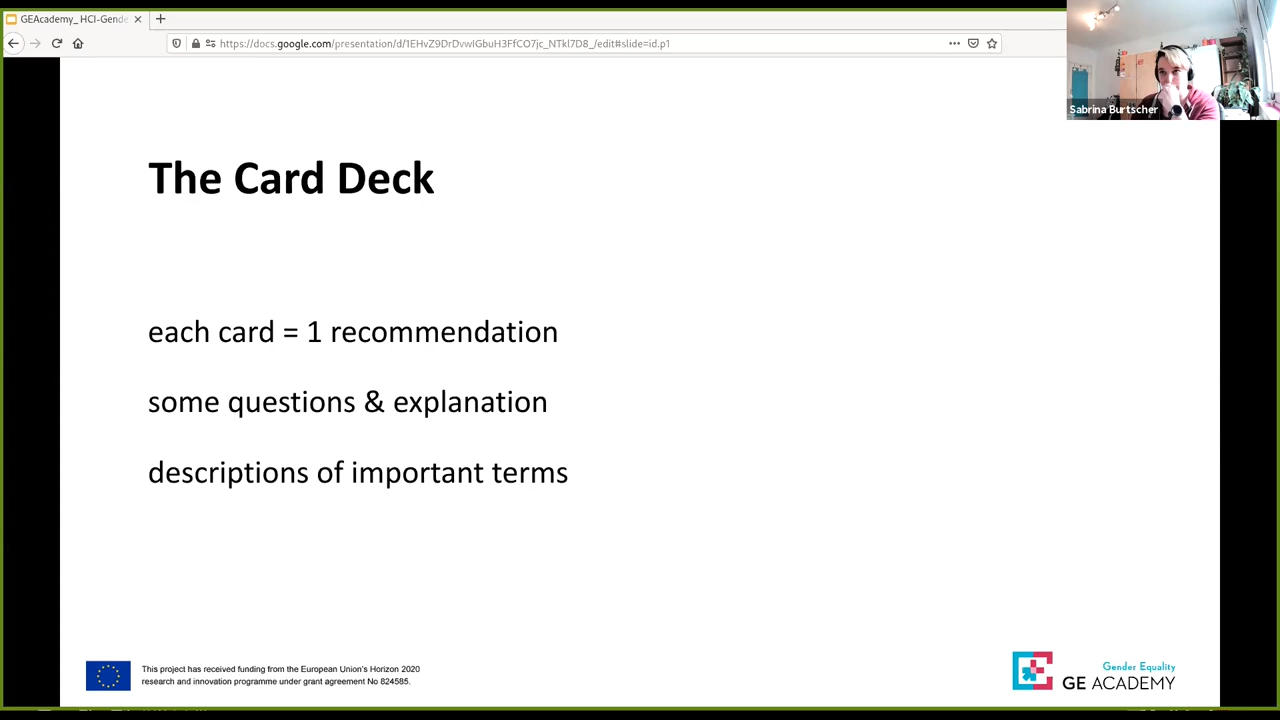 GEAcademy_ HCI-Gende
https://docs.google.com/presentation/d/1EHvZ9DrDvwIGbuH3FfCO7jc_NTkl7D8_/edit#slide=id.p1
Sabrina Burtscher
The Card Deck
each card = 1 recommendation
some questions & explanation
descriptions of important terms
This project has received funding from the European Union's Horizon 2020
research and innovation programme under grant agreement No 824585.
Gender Equality
GE ACADEMY